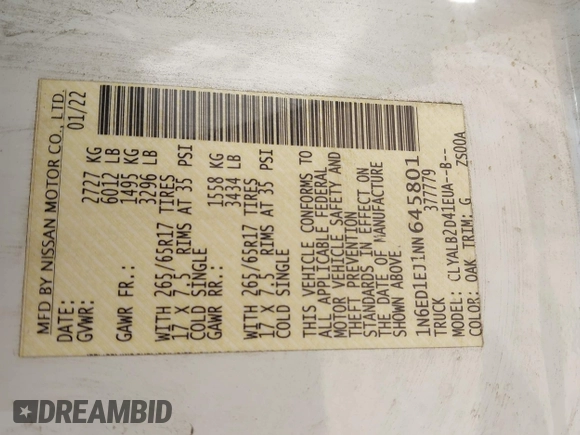 MFD BY NISSAN MOTOR CO., LTD.
DATE: 01/22
GVWR: 2727 KG
6012 LB
GAWR FR.: 1495 KG
3296 LB
WITH 265/65R17 TIRES
17 X 7.5 RIMS AT 35 PSI
COLD SINGLE
GAWR RR.: 1558 KG
3434 LB
WITH 265/65R17 TIRES
17 X 7.5 RIMS AT 35 PSI
COLD SINGLE
THIS VEHICLE CONFORMS TO
ALL APPLICABLE FEDERAL
MOTOR VEHICLE SAFETY AND
THEFT PREVENTION
STANDARDS IN EFFECT ON
THE DATE OF MANUFACTURE
SHOWN ABOVE.
1N6ED1EJ1NN645801
TRUCK 377779
MODEL: CLYALB2D41EUA--B--
COLOR: OAK TRIM: G Z500A
DREAMBID